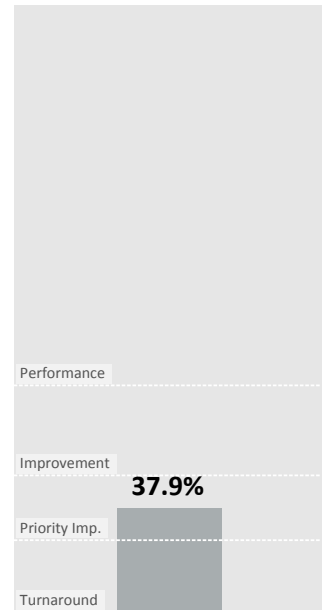 Performance
Improvement
37.9%
Priority Imp.
Turnaround